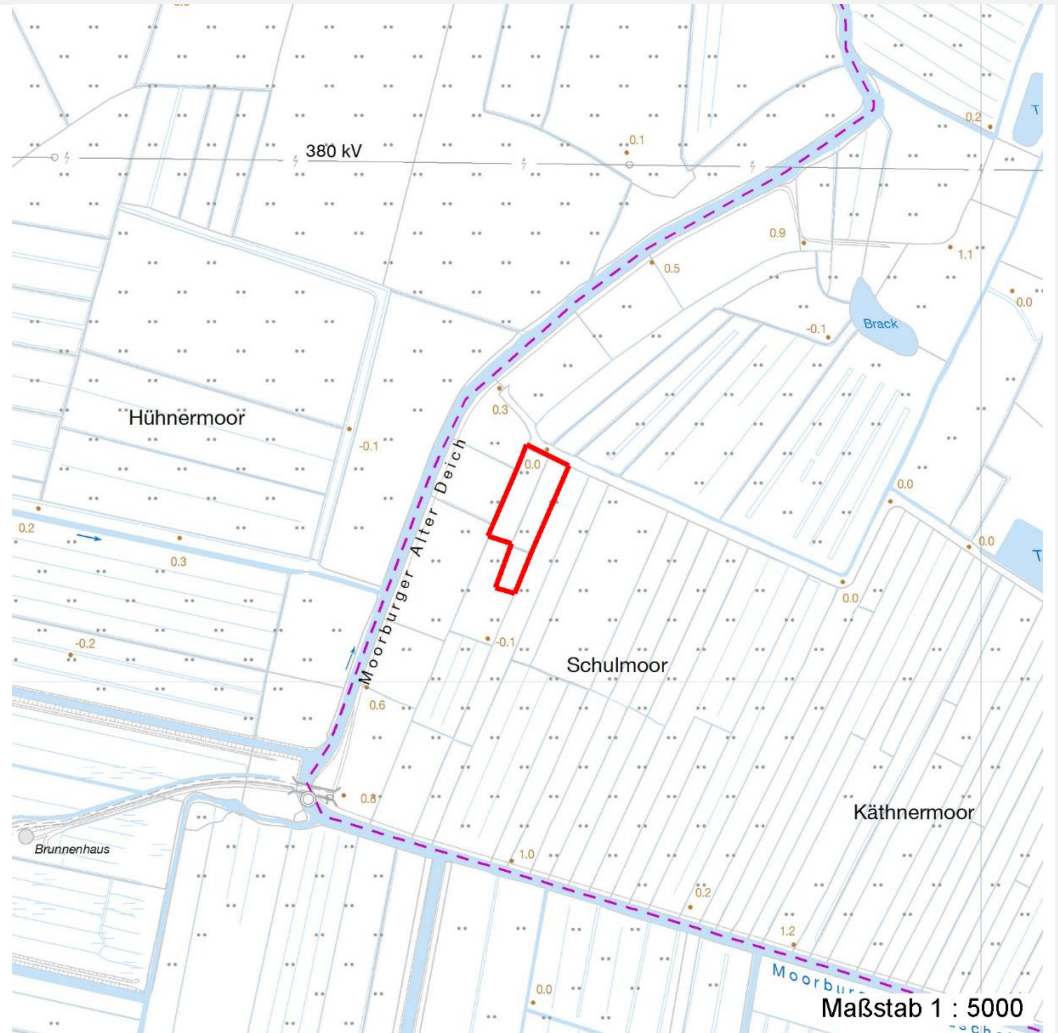 380 kV
0.1
0.2
T
0.9
1.1
0.5
0.0
Brack
-0.1
Hühnermoor
0.3
-0.1
0.0
Moorburger Alter Deich
0.0
0.2
0.3
0.0
T
0.0
-0.1
-0.2
Schulmoor
0.6
0.8
Käthnermoor
Brunnenhaus
1.0
0.2
1.2
0.0
Moorbur
Maßstab 1 : 5000